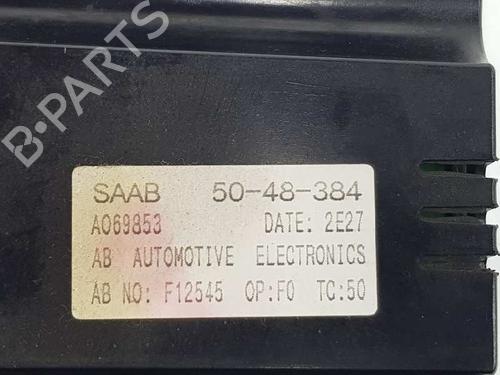 B-PARTS
SAAB 50-48-384
A069853 DATE: 2E27
AB AUTOMOTIVE ELECTRONICS
AB NO: F12545 OP:F0 TC:50